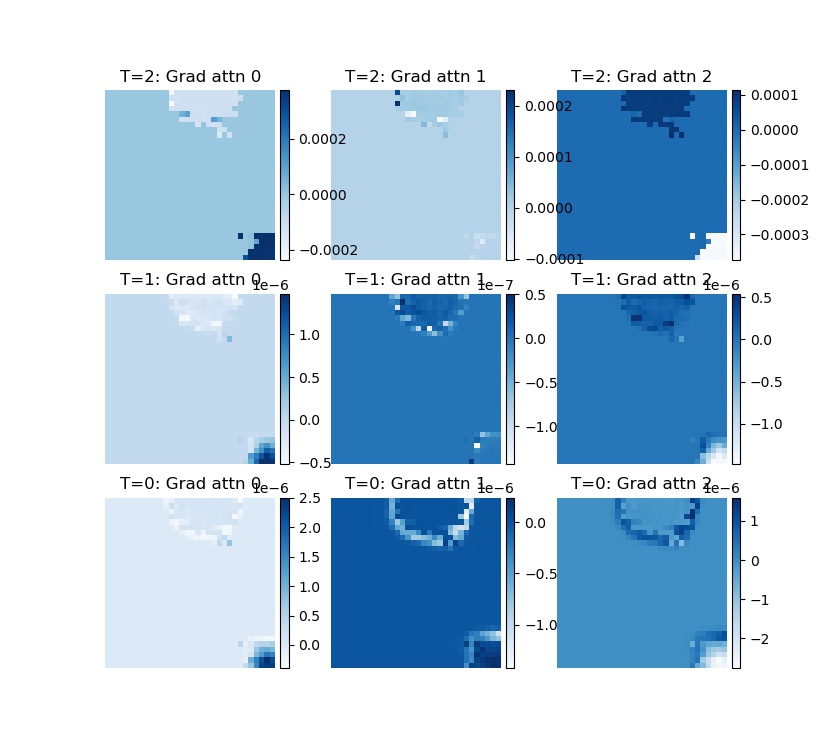 T=2: Grad attn 0
T=2: Grad attn 1
T=2: Grad attn 2
0.0002
0.0000
−0.0002
0.0002
0.0001
0.0000
−0.0001
0.0001
0.0000
−0.0001
−0.0002
−0.0003
T=1: Grad attn 0
1e−6
T=1: Grad attn 1
1e−7
T=1: Grad attn 2
1e−6
1.0
0.5
0.0
−0.5
0.5
0.0
−0.5
−1.0
0.5
0.0
−0.5
−1.0
T=0: Grad attn 0
1e−6
T=0: Grad attn 1
1e−6
T=0: Grad attn 2
1e−6
2.5
2.0
1.5
1.0
0.5
0.0
0.0
−0.5
−1.0
1
0
−1
−2